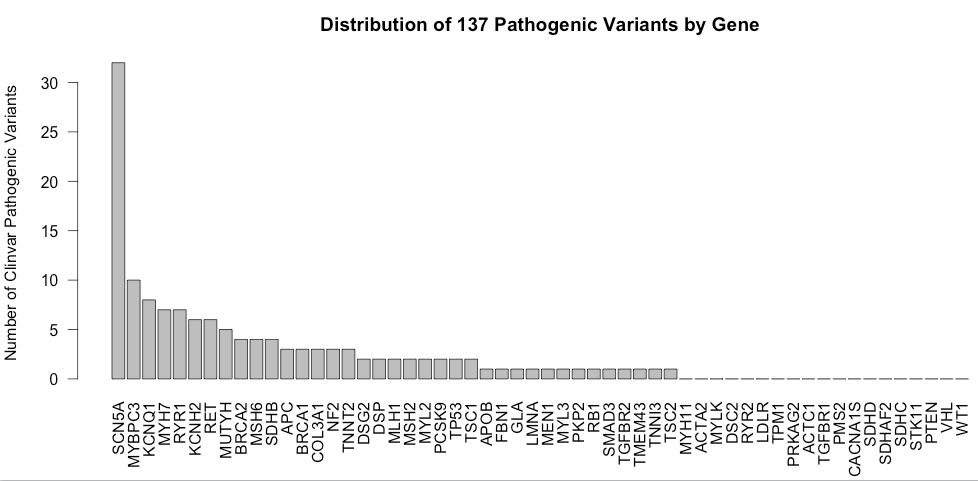 Distribution of 137 Pathogenic Variants by Gene
Number of Clinvar Pathogenic Variants
30
25
20
15
10
5
0
SCN5A
MYBPC3
KCNQ1
MYH7
RYR1
KCNH2
RET
MUTYH
BRCA2
MSH6
SDHB
APC
BRCA1
COL3A1
NF2
TNNT2
DSG2
DSP
MLH1
MSH2
MYL2
PCSK9
TP53
TSC1
APOB
FBN1
GLA
LMNA
MEN1
MYL3
PKP2
RB1
SMAD3
TGFBR2
TMEM43
TNNI3
TSC2
MYH11
ACTA2
MYLK
DSC2
RYR2
LDLR
TPM1
PRKAG2
ACTC1
TGFBR1
PMS2
CACNA1S
SDHD
SDHAF2
SDHC
STK11
PTEN
VHL
WT1